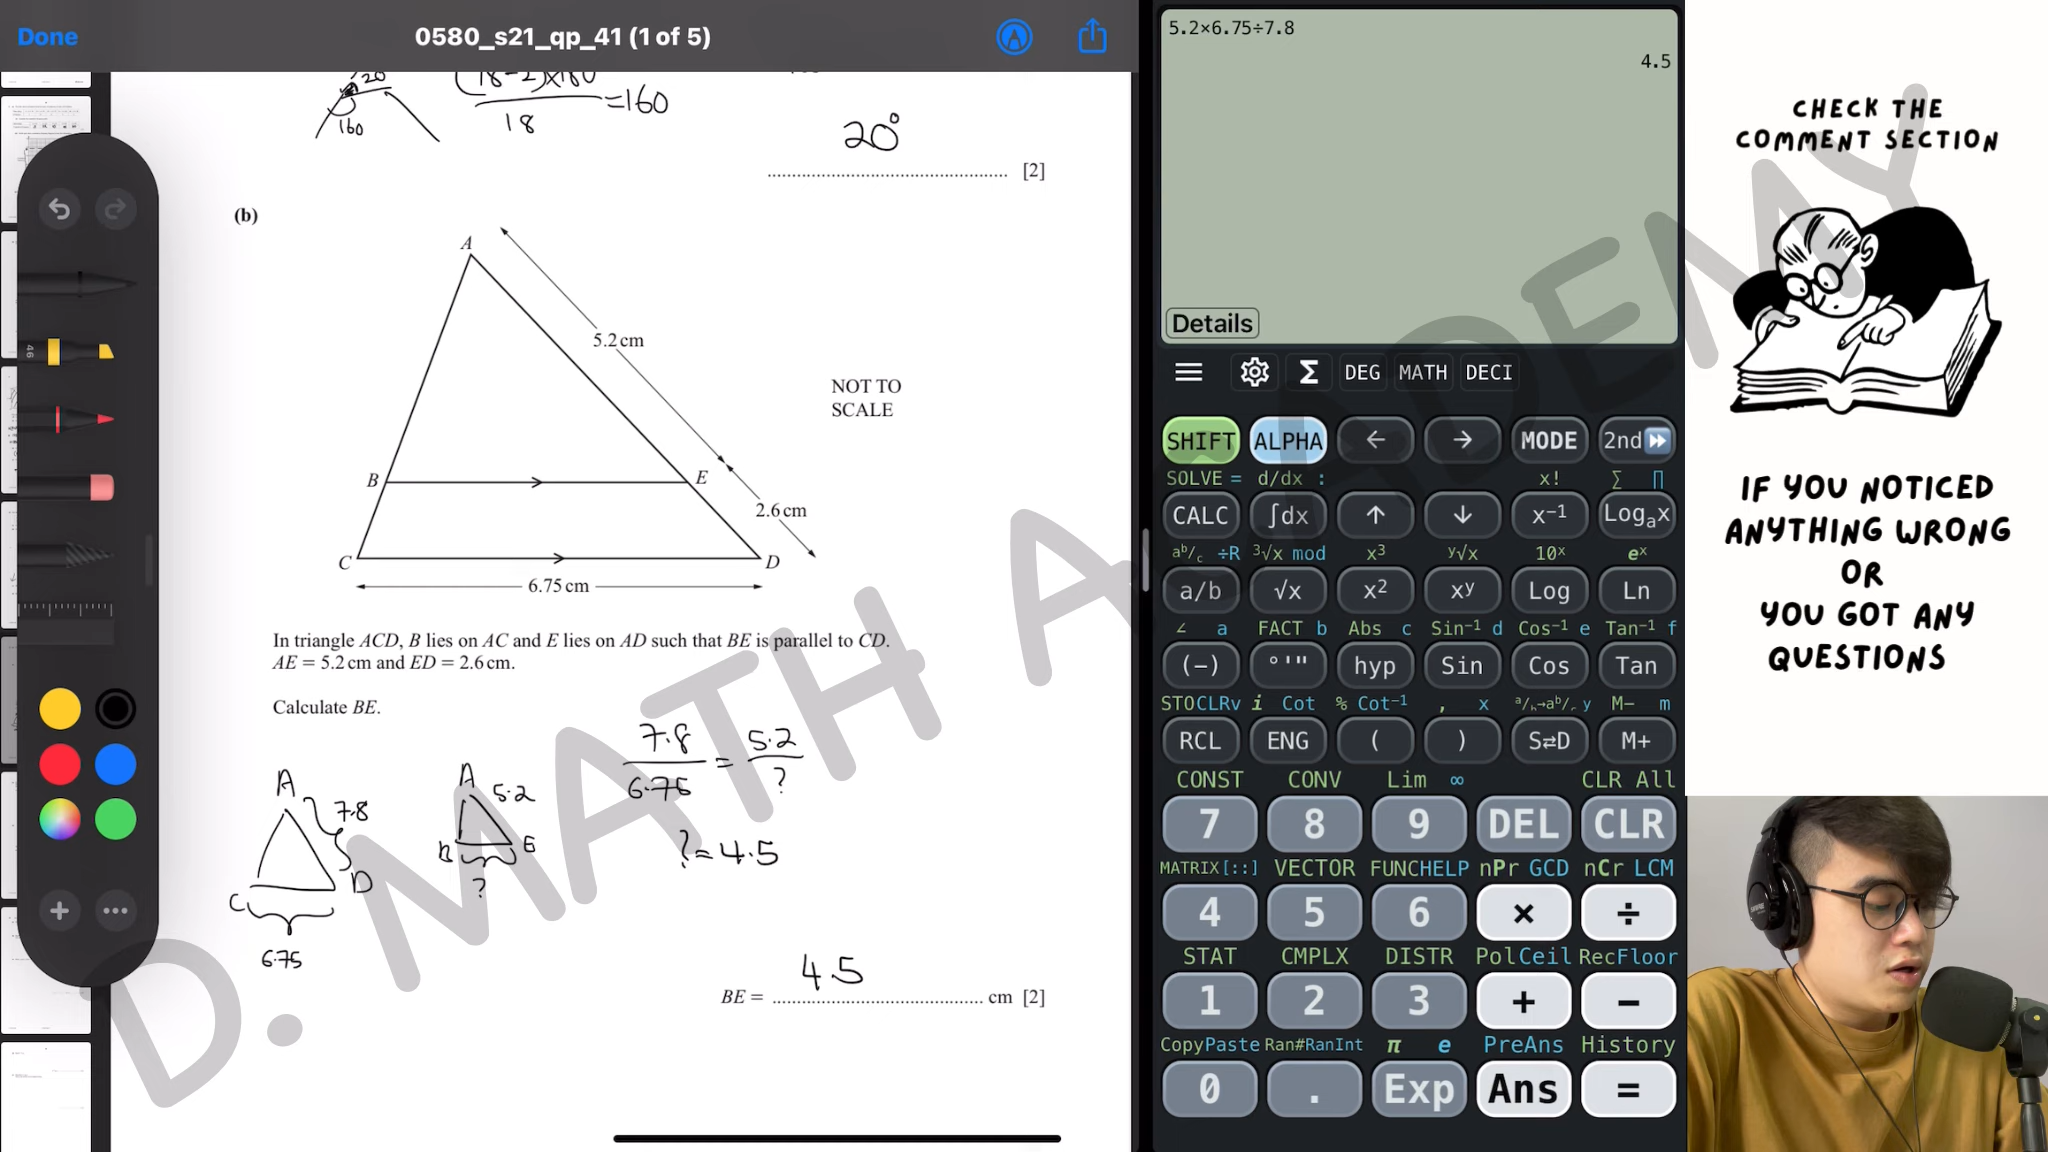 Done
0580_s21_qp_41 (1 of 5)
20
160
(18-2)×180
18
=160
20°
[2]
(b)
A
5.2 cm
NOT TO
SCALE
B
E
2.6 cm
C
D
6.75 cm
In triangle ACD, B lies on AC and E lies on AD such that BE is parallel to CD.
AE = 5.2 cm and ED = 2.6 cm.
Calculate BE.
7.8
6.75
=
5.2
?
?=4.5
A
7.8
C
D
6.75
A
5.2
B
E
?
4.5
BE = ........................................... cm [2]
D. MATH ACADEMY
5.2×6.75÷7.8
4.5
Details
Σ DEG MATH DECI
SHIFT ALPHA ← → MODE 2nd
SOLVE = d/dx : x! ∑ ∏
CALC ∫dx ↑ ↓ x⁻¹ Logₐx
aᵇ/c ÷R ³√x mod x³ ʸ√x 10ˣ eˣ
a/b √x x² xʸ Log Ln
∠ a FACT b Abs c Sin⁻¹ d Cos⁻¹ e Tan⁻¹ f
(−) °'" hyp Sin Cos Tan
STO CLRv i Cot % Cot⁻¹ , x y M− m
RCL ENG ( ) S⇄D M+
CONST CONV Lim ∞ CLR All
7 8 9 DEL CLR
MATRIX[::] VECTOR FUNC HELP nPr GCD nCr LCM
4 5 6 × ÷
STAT CMPLX DISTR Pol Ceil Rec Floor
1 2 3 + −
Copy Paste Ran# RanInt π e PreAns History
0 . Exp Ans =
CHECK THE
COMMENT SECTION
IF YOU NOTICED
ANYTHING WRONG
OR
YOU GOT ANY
QUESTIONS